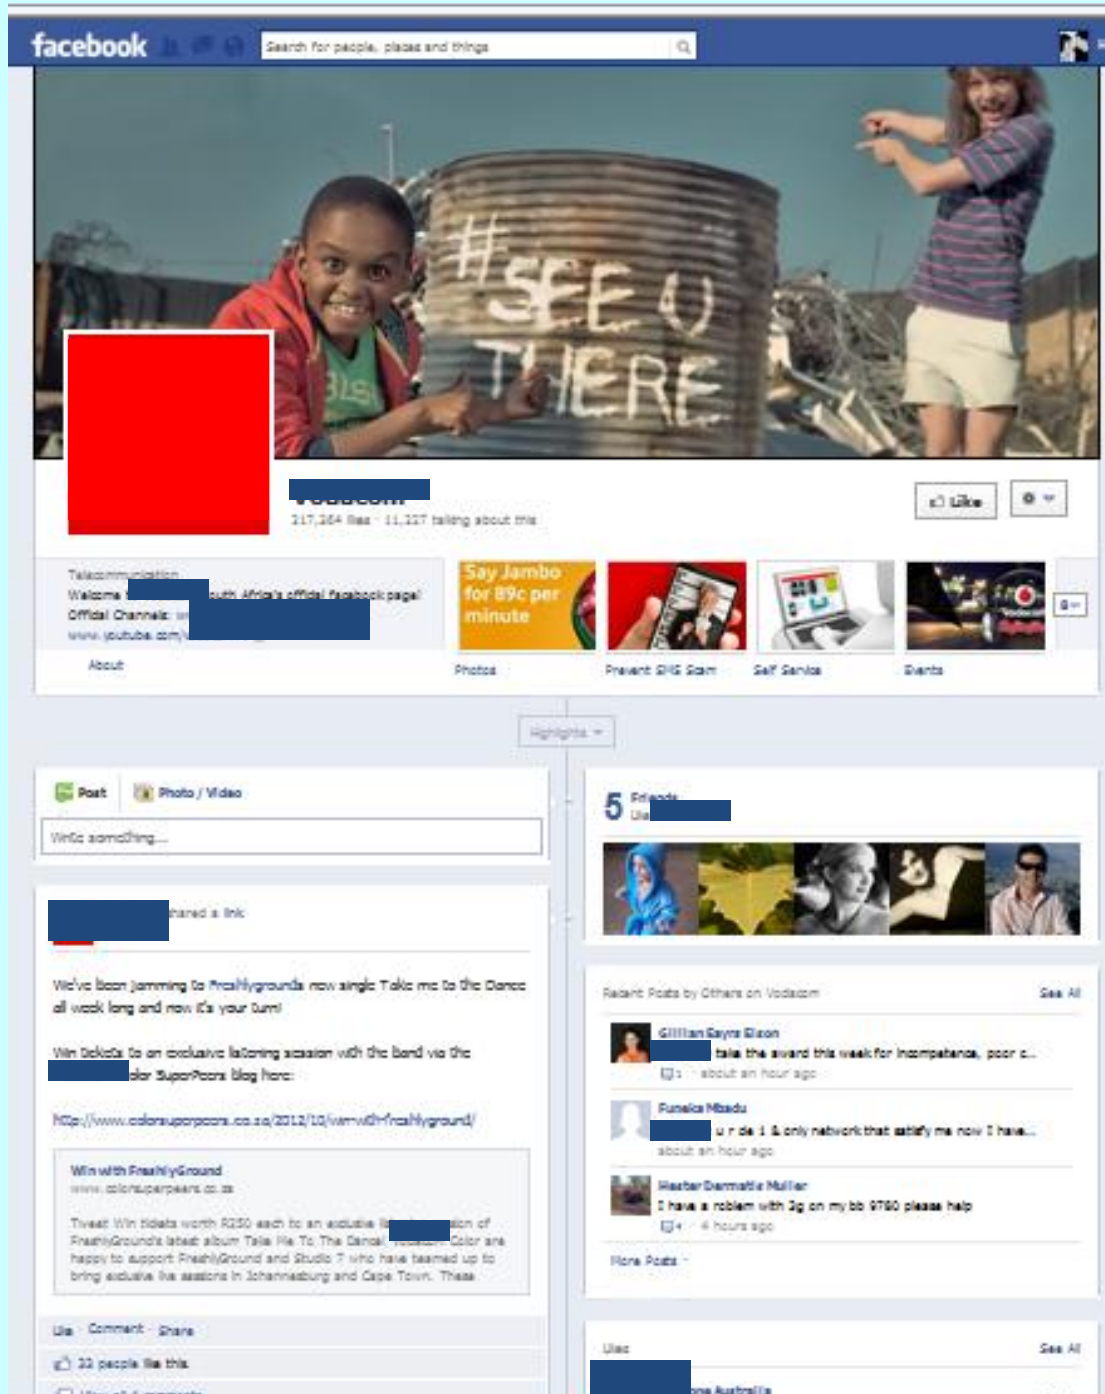 facebook
Search for people, places and things
#SEE U
THERE
217,264 likes · 11,227 talking about this
Like
Telecommunication
Welcome outh Africa's official facebook page!
Official Channels:
www.youtube.com/
About
Say Jambo
for 89c per
minute
Photos
Prevent SMS Scam
Self Service
Events
8
Highlights
Post
Photo / Video
Write something...
shared a link
We've been jamming to Freshlygrounds new single Take me to the Dance
all week long and now it's your turn!
Win tickets to an exclusive listening session with the band via the
olor SuperPeers blog here:
http://www.colorsuperpeers.co.za/2012/10/win-with-freshlyground/
Win with FreshlyGround
www.colorsuperpeers.co.za
Tweet Win tickets worth R250 each to an exclusive sion of
FreshlyGround's latest album Take Me To The Dance! Color are
happy to support FreshlyGround and Studio 7 who have teamed up to
bring exclusive live sessions in Johannesburg and Cape Town. These
Like · Comment · Share
33 people like this.
5 Friends
Recent Posts by Others on Vodacom
See All
Gillian Eayrs Elson
take the award this week for incompetence, poor c...
1 · about an hour ago
Funeka Mbadu
u r de 1 & only network that satisfy me now I have...
about an hour ago
Hester Dermatis Muller
I have a roblem with 3g on my bb 9780 please help
4 · 4 hours ago
More Posts
Likes
See All
one Australia